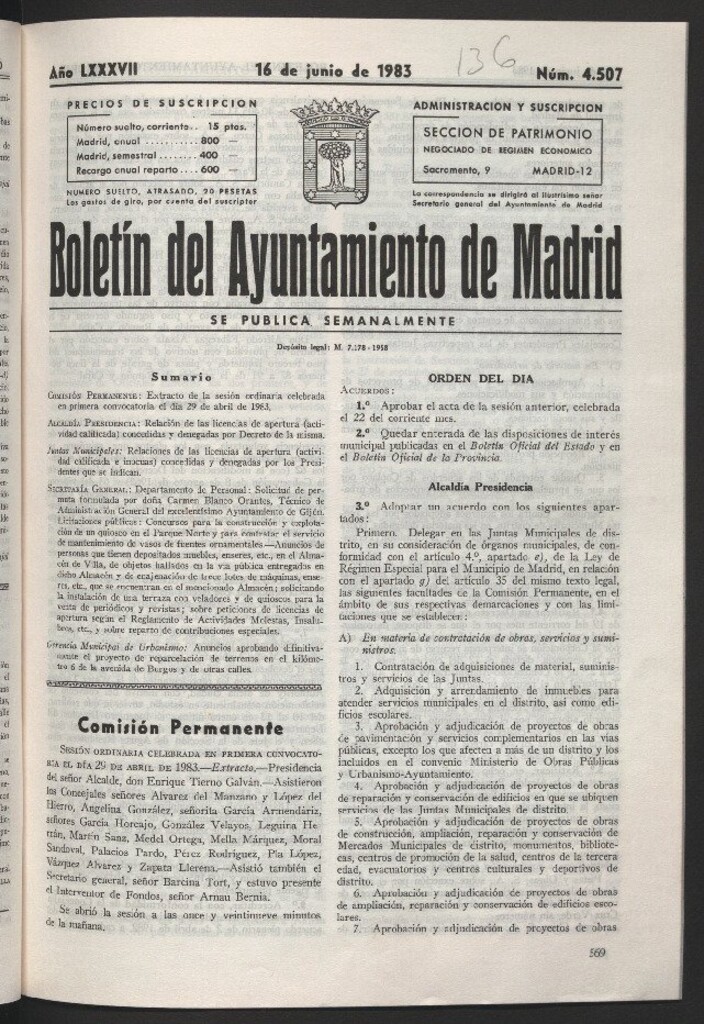 136
Año LXXXVII 16 de junio de 1983 Núm. 4.507
PRECIOS DE SUSCRIPCION
Número suelto, corriente.. 15 ptas.
Madrid, anual ........... 800 —
Madrid, semestral ........ 400 —
Recargo anual reparto .... 600 —
NUMERO SUELTO, ATRASADO, 20 PESETAS
Los gastos de giro, por cuenta del suscriptor
ADMINISTRACION Y SUSCRIPCION
SECCION DE PATRIMONIO
NEGOCIADO DE REGIMEN ECONOMICO
Sacramento, 9 MADRID-12
La correspondencia se dirigirá al ilustrísimo señor
Secretario general del Ayuntamiento de Madrid
Boletín del Ayuntamiento de Madrid
SE PUBLICA SEMANALMENTE
Depósito legal: M. 7.178 - 1958
Sumario
COMISIÓN PERMANENTE: Extracto de la sesión ordinaria celebrada
en primera convocatoria el día 29 de abril de 1983.
ALCALDÍA PRESIDENCIA: Relación de las licencias de apertura (acti-
vidad calificada) concedidas y denegadas por Decreto de la misma.
Juntas Municipales: Relaciones de las licencias de apertura (activi-
dad calificada e inocuas) concedidas y denegadas por los Presi-
dentes que se indican.
SECRETARÍA GENERAL: Departamento de Personal: Solicitud de per-
muta formulada por doña Carmen Blanco Orantes, Técnico de
Administración General del excelentísimo Ayuntamiento de Gijón.
Licitaciones públicas: Concursos para la construcción y explota-
ción de un quiosco en el Parque Norte y para contratar el servicio
de mantenimiento de vasos de fuentes ornamentales.—Anuncios de
personas que tienen depositados muebles, enseres, etc., en el Alma-
cén de Villa, de objetos hallados en la vía pública entregados en
dicho Almacén y de enajenación de trece lotes de máquinas, ense-
res, etc., que se encuentran en el mencionado Almacén; solicitando
la instalación de una terraza con veladores y de quioscos para la
venta de periódicos y revistas; sobre peticiones de licencias de
apertura según el Reglamento de Actividades Molestas, Insalu-
bres, etc., y sobre reparto de contribuciones especiales.
Gerencia Municipal de Urbanismo: Anuncios aprobando definitiva-
mente el proyecto de reparcelación de terrenos en el kilóme-
tro 6 de la avenida de Burgos y de otras calles.
Comisión Permanente
SESIÓN ORDINARIA CELEBRADA EN PRIMERA CONVOCATO-
RIA EL DÍA 29 DE ABRIL DE 1983.—Extracto.—Presidencia
del señor Alcalde, don Enrique Tierno Galván.—Asistieron
los Concejales señores Alvarez del Manzano y López del
Hierro, Angelina González, señorita García Armendáriz,
señores García Horcajo, González Velayos, Leguina He-
rrán, Martín Sanz, Medel Ortega, Mella Márquez, Moral
Sandoval, Palacios Pardo, Pérez Rodríguez, Pla López,
Vázquez Alvarez y Zapata Llerena.—Asistió también el
Secretario general, señor Barcina Tort, y estuvo presente
el Interventor de Fondos, señor Arnau Bernia.
Se abrió la sesión a las once y veintinueve minutos
de la mañana.
ORDEN DEL DIA
ACUERDOS:
1.º Aprobar el acta de la sesión anterior, celebrada
el 22 del corriente mes.
2.º Quedar enterada de las disposiciones de interés
municipal publicadas en el Boletín Oficial del Estado y en
el Boletín Oficial de la Provincia.
Alcaldía Presidencia
3.º Adoptar un acuerdo con los siguientes apar-
tados:
Primero. Delegar en las Juntas Municipales de dis-
trito, en su consideración de órganos municipales, de con-
formidad con el artículo 4.º, apartado e), de la Ley de
Régimen Especial para el Municipio de Madrid, en relación
con el apartado g) del artículo 35 del mismo texto legal,
las siguientes facultades de la Comisión Permanente, en el
ámbito de sus respectivas demarcaciones y con las limi-
taciones que se establecen:
A) En materia de contratación de obras, servicios y sumi-
nistros.
1. Contratación de adquisiciones de material, suminis-
tros y servicios de las Juntas.
2. Adquisición y arrendamiento de inmuebles para
atender servicios municipales en el distrito, así como edi-
ficios escolares.
3. Aprobación y adjudicación de proyectos de obras
de pavimentación y servicios complementarios en las vías
públicas, excepto los que afecten a más de un distrito y los
incluidos en el convenio Ministerio de Obras Públicas
y Urbanismo-Ayuntamiento.
4. Aprobación y adjudicación de proyectos de obras
de reparación y conservación de edificios en que se ubiquen
servicios de las Juntas Municipales de distrito.
5. Aprobación y adjudicación de proyectos de obras
de construcción, ampliación, reparación y conservación de
Mercados Municipales de distrito, monumentos, bibliote-
cas, centros de promoción de la salud, centros de la tercera
edad, evacuatorios y centros culturales y deportivos de
distrito.
6. Aprobación y adjudicación de proyectos de obras
de ampliación, reparación y conservación de edificios esco-
lares.
7. Aprobación y adjudicación de proyectos de obras
569